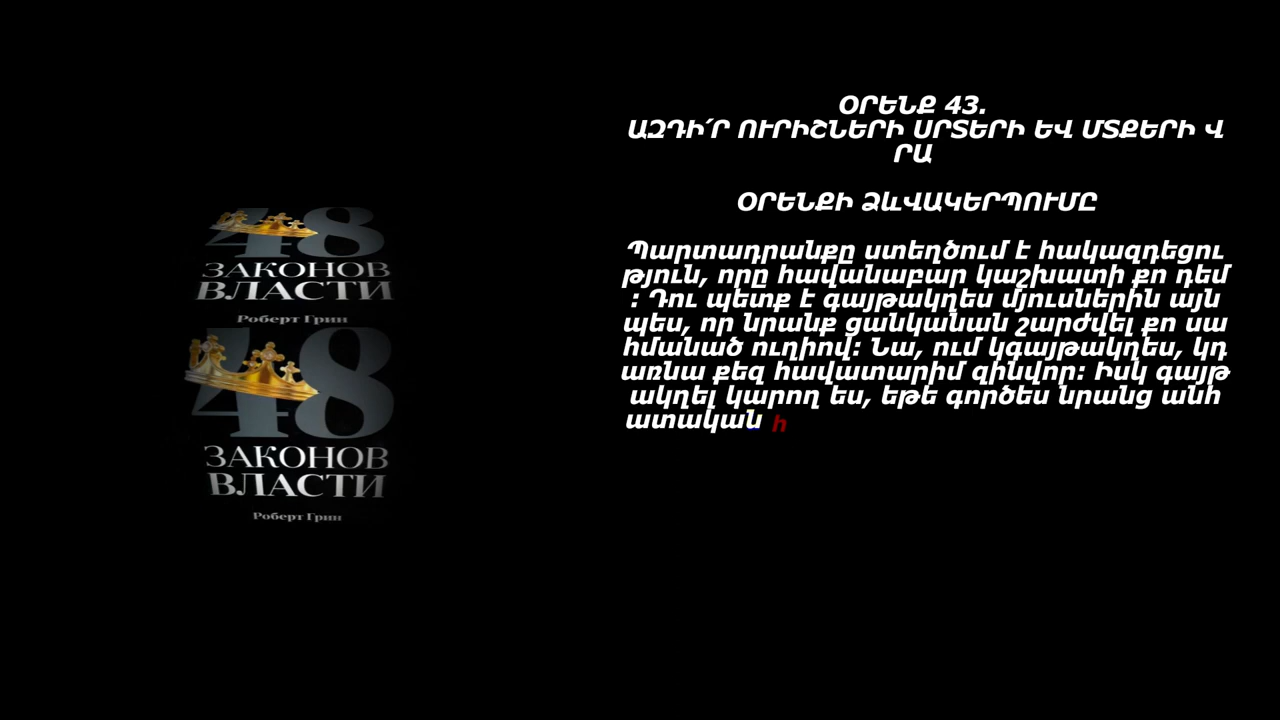 48
ЗАКОНОВ
ВЛАСТИ
Роберт Грин
48
ЗАКОНОВ
ВЛАСТИ
Роберт Грин
ՕՐԵՆՔ 43.
ԱԶԴԻ՛Ր ՈՒՐԻՇՆԵՐԻ ՍՐՏԵՐԻ ԵՎ ՄՏՔԵՐԻ Վ
ՐԱ
ՕՐԵՆՔԻ ՁևՎԱԿԵՐՊՈՒՄԸ
Պարտադրանքը ստեղծում է հակազդեցու
թյուն, որը հավանաբար կաշխատի քո դեմ
։ Դու պետք է գայթակղես մյուսներին այն
պես, որ նրանք ցանկանան շարժվել քո սա
հմանած ուղիով։ Նա, ում կգայթակղես, կդ
առնա քեզ հավատարիմ զինվոր։ Իսկ գայթ
ակղել կարող ես, եթե գործես նրանց անհ
ատական հ